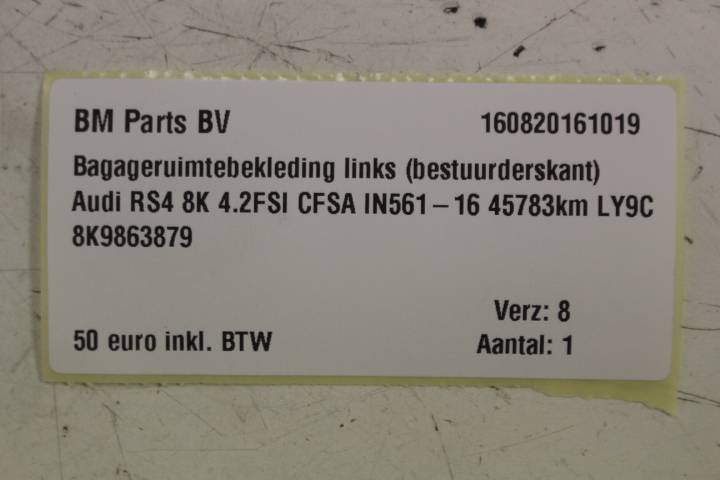 BM Parts BV 160820161019
Bagageruimtebekleding links (bestuurderskant)
Audi RS4 8K 4.2FSI CFSA IN561-16 45783km LY9C
8K9863879
Verz: 8
50 euro inkl. BTW Aantal: 1